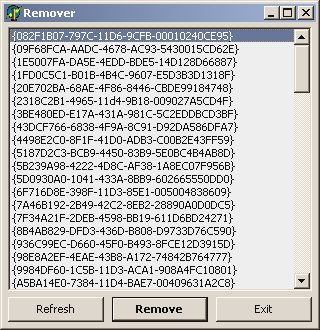 Remover
{082F1B07-797C-11D6-9CFB-00010240CE95}
{09F68FCA-AADC-4678-AC93-5430015CD62E}
{1E5007FA-DA5E-4EDD-BDE5-14D128D66887}
{1FD0C5C1-B01B-4B4C-9607-E5D3B3D1318F}
{20E702BA-68AE-4F86-8446-CBDE99184748}
{2318C2B1-4965-11d4-9B18-009027A5CD4F}
{3BE480ED-E17A-431A-981C-5C2EDDBCD3BF}
{43DCF766-6838-4F9A-8C91-D92DA586DFA7}
{4498E2C0-8F1F-41D0-ADB3-C00B2E43FF59}
{5187D2C3-BCB9-4450-83B9-5E0BC4B4AB8D}
{5B239A98-4222-4D8C-AF38-1A8EC07F956B}
{5D0930A0-1041-433A-8BB9-602665550DD0}
{6F716D8E-398F-11D3-85E1-005004838609}
{7A46B192-2B49-42C2-8EB2-28890A0D0DC5}
{7F34A21F-2DEB-4598-BB19-611D6BD24271}
{8B4AB829-DFD3-436D-B808-D9733D76C590}
{936C99EC-D660-45F0-B493-8FCE12D3915D}
{98E8A2EF-4EAE-43B8-A172-74842B764777}
{9984DF60-1C5B-11D3-ACA1-908A4FC10801}
{A5BA14E0-7384-11D4-BAE7-00409631A2C8}
Refresh
Remove
Exit